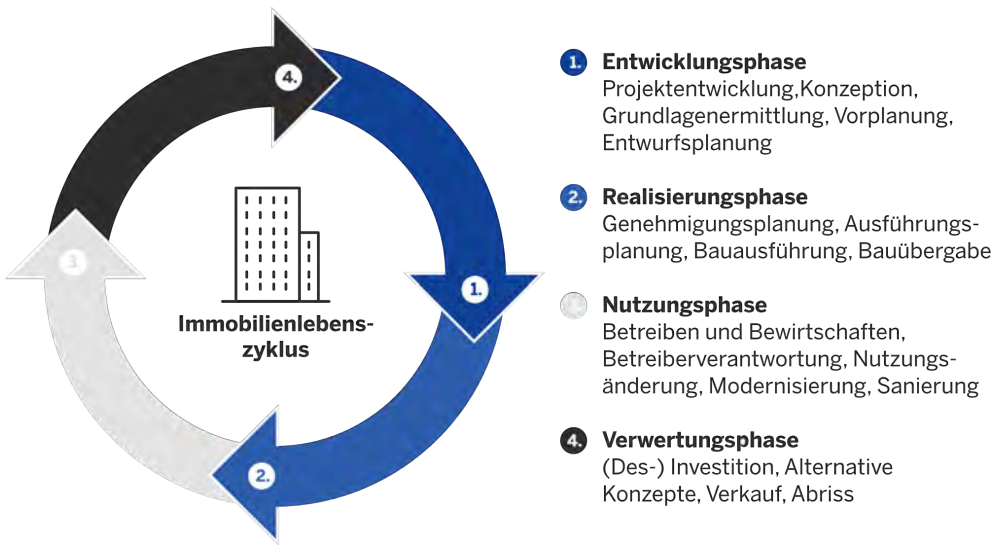 4.
1.
3.
2.
Immobilienlebens-
zyklus
1. Entwicklungsphase
Projektentwicklung,Konzeption,
Grundlagenermittlung, Vorplanung,
Entwurfsplanung
2. Realisierungsphase
Genehmigungsplanung, Ausführungs-
planung, Bauausführung, Bauübergabe
Nutzungsphase
Betreiben und Bewirtschaften,
Betreiberverantwortung, Nutzungs-
änderung, Modernisierung, Sanierung
4. Verwertungsphase
(Des-) Investition, Alternative
Konzepte, Verkauf, Abriss